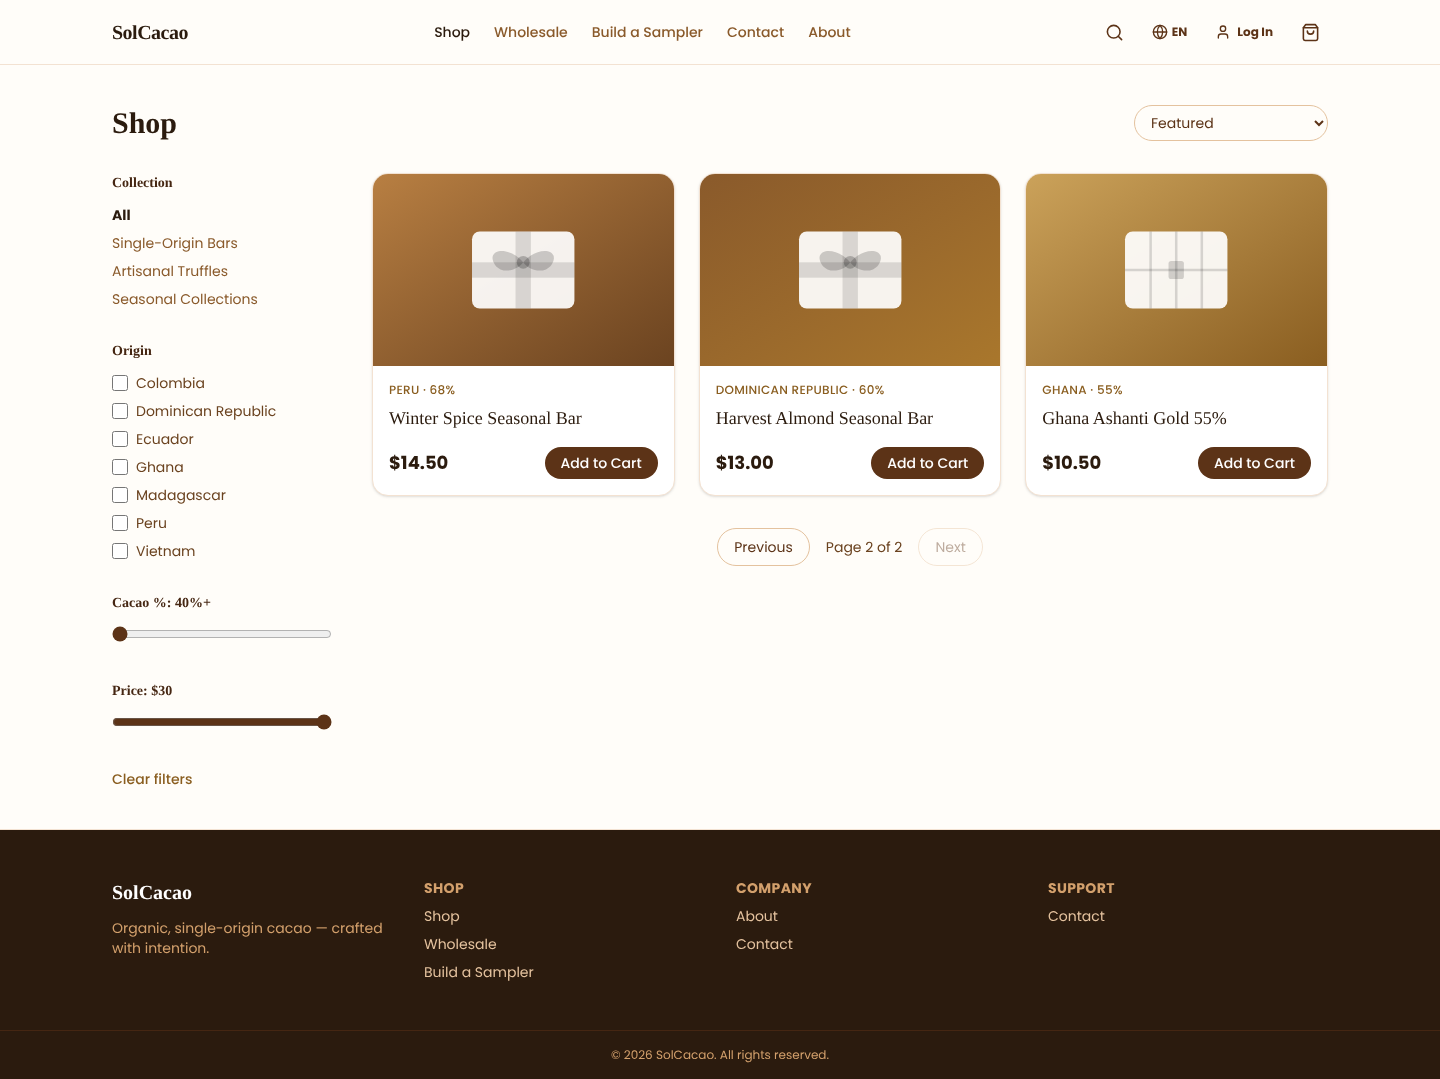 SolCacao
Shop
Wholesale
Build a Sampler
Contact
About
EN
Log In
Shop
Featured
Collection
All
Single-Origin Bars
Artisanal Truffles
Seasonal Collections
Origin
Colombia
Dominican Republic
Ecuador
Ghana
Madagascar
Peru
Vietnam
Cacao %: 40%+
Price: $30
Clear filters
PERU · 68%
Winter Spice Seasonal Bar
$14.50
Add to Cart
DOMINICAN REPUBLIC · 60%
Harvest Almond Seasonal Bar
$13.00
Add to Cart
GHANA · 55%
Ghana Ashanti Gold 55%
$10.50
Add to Cart
Previous
Page 2 of 2
Next
SolCacao
Organic, single-origin cacao — crafted
with intention.
SHOP
Shop
Wholesale
Build a Sampler
COMPANY
About
Contact
SUPPORT
Contact
© 2026 SolCacao. All rights reserved.